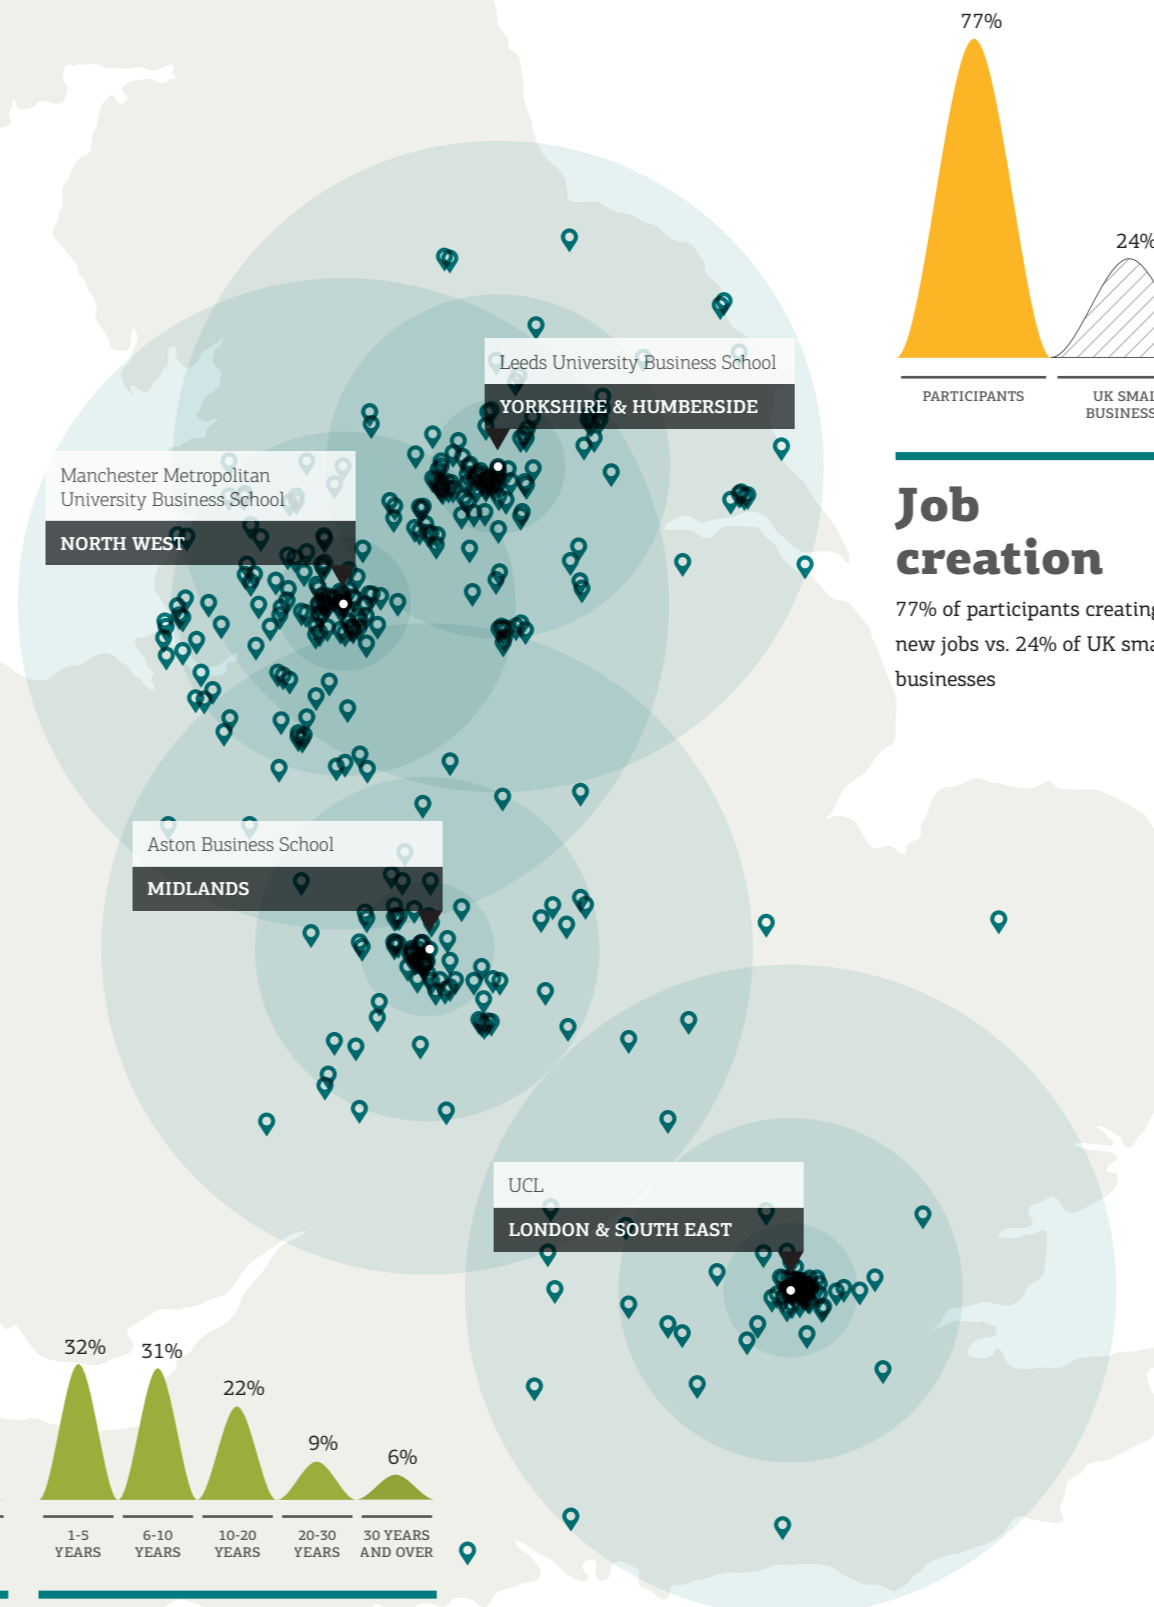 77%
24%
PARTICIPANTS
UK SMAL
BUSINESS
Job
creation
77% of participants creating
new jobs vs. 24% of UK sma
businesses
Leeds University Business School
YORKSHIRE & HUMBERSIDE
Manchester Metropolitan
University Business School
NORTH WEST
Aston Business School
MIDLANDS
UCL
LONDON & SOUTH EAST
32%
31%
22%
9%
6%
1-5
YEARS
6-10
YEARS
10-20
YEARS
20-30
YEARS
30 YEARS
AND OVER